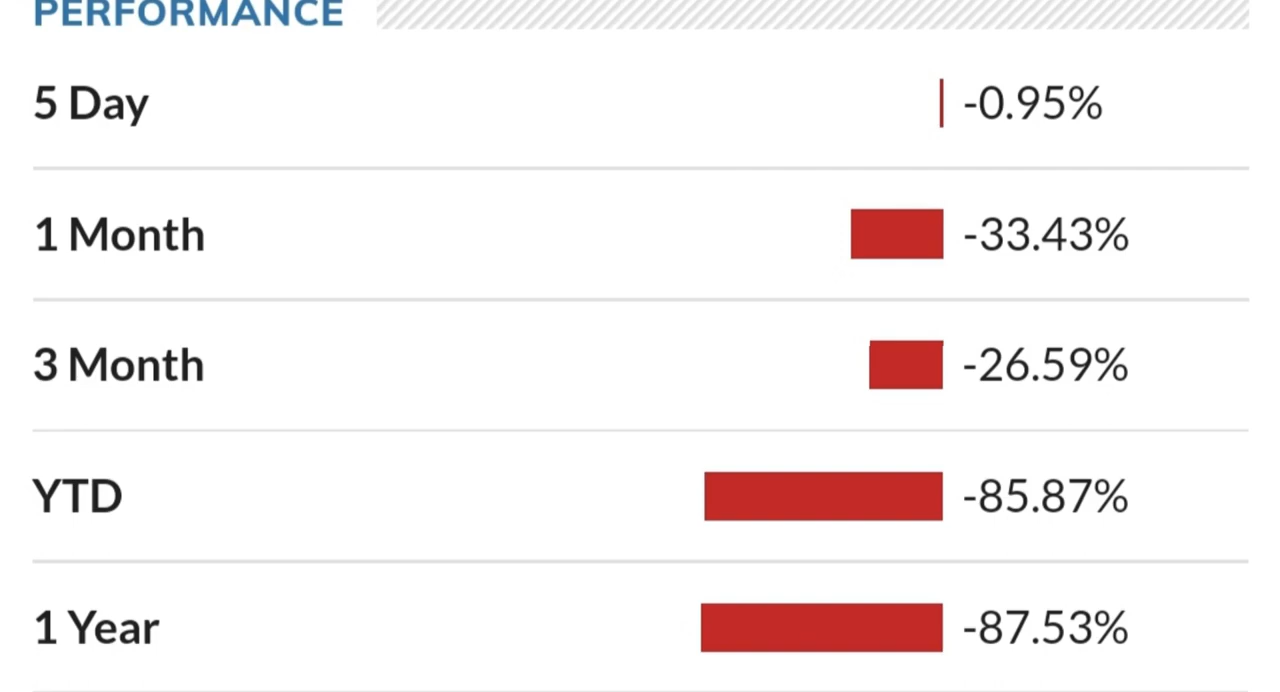 PERFORMANCE
5 Day -0.95%
1 Month -33.43%
3 Month -26.59%
YTD -85.87%
1 Year -87.53%